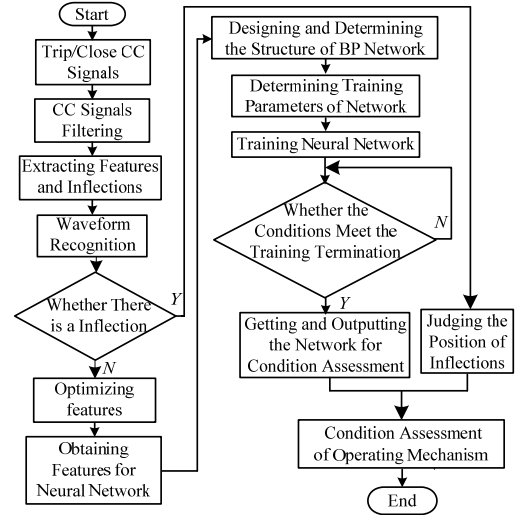 Start
Trip/Close CC
Signals
CC Signals
Filtering
Extracting Features
and Inflections
Waveform
Recognition
Whether There
is a Inflection
Y
N
Optimizing
features
Obtaining
Features for
Neural Network
Designing and Determining
the Structure of BP Network
Determining Training
Parameters of Network
Training Neural Network
Whether the
Conditions Meet the
Training Termination
N
Y
Getting and Outputting
the Network for
Condition Assessment
Judging the
Position of
Inflections
Condition Assessment
of Operating Mechanism
End